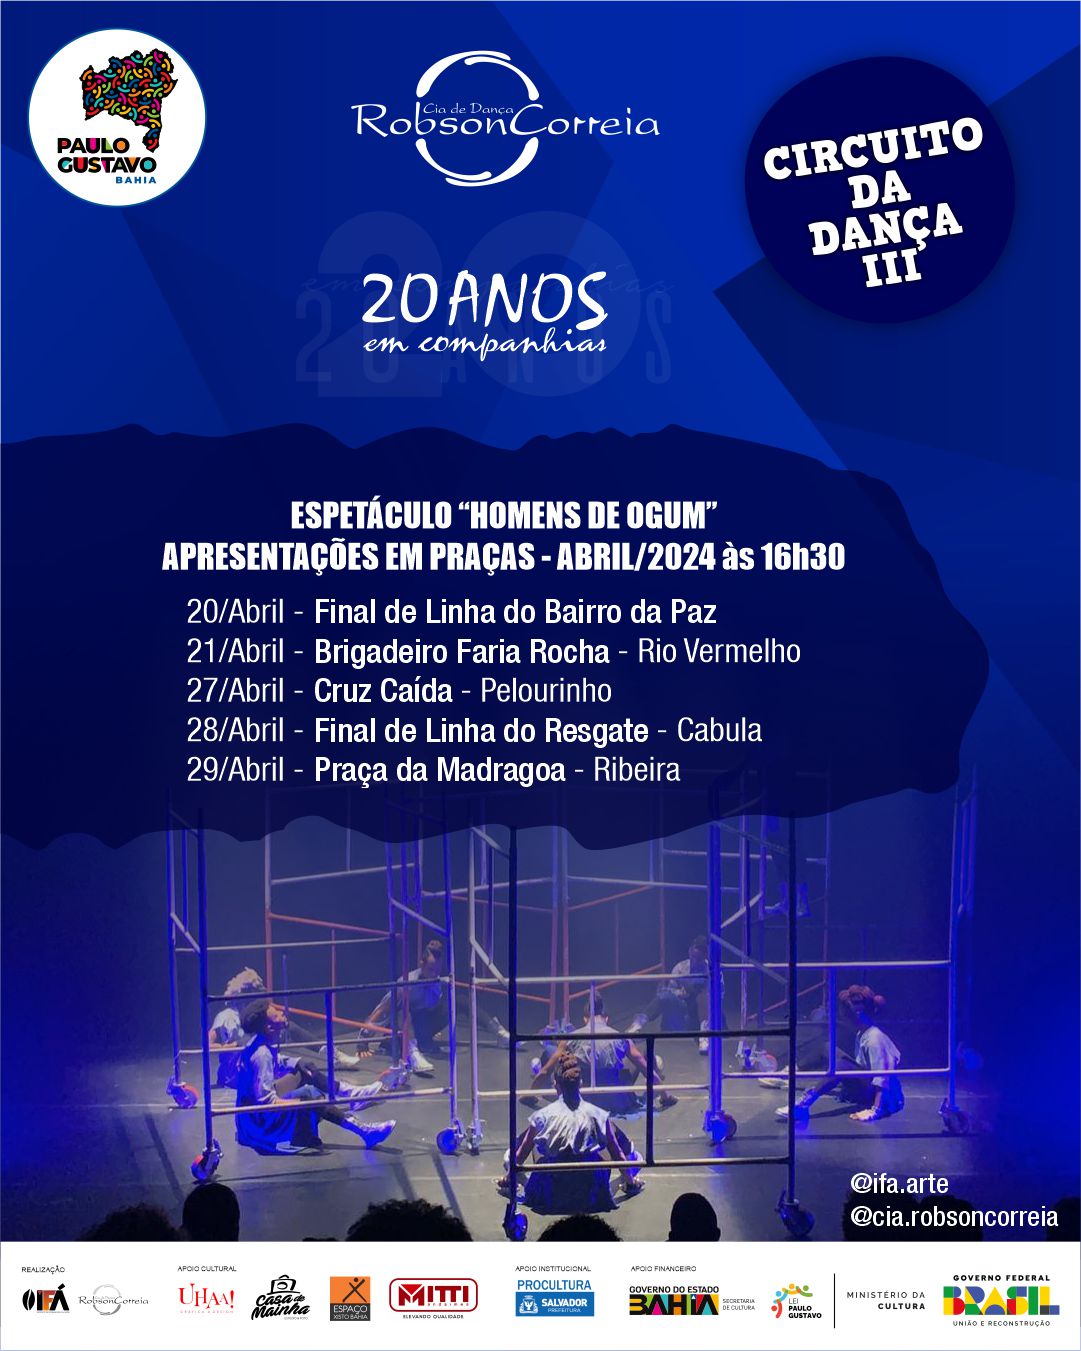 PAULO
GUSTAVO
BAHIA
Cia de Dança
RobsonCorreia
CIRCUITO
DA
DANÇA
III
20 ANOS
em companhias
ESPETÁCULO “HOMENS DE OGUM”
APRESENTAÇÕES EM PRAÇAS - ABRIL/2024 às 16h30
20/Abril - Final de Linha do Bairro da Paz
21/Abril - Brigadeiro Faria Rocha - Rio Vermelho
27/Abril - Cruz Caída - Pelourinho
28/Abril - Final de Linha do Resgate - Cabula
29/Abril - Praça da Madragoa - Ribeira
@ifa.arte
@cia.robsoncorreia
REALIZAÇÃO
IFÁ
RobsonCorreia
APOIO CULTURAL
UHAA!
GRÁFICA & DESIGN
casa de
Mainha
ESPAÇO
XISTO BAHIA
MITTI
ELEVANDO QUALIDADE
APOIO INSTITUCIONAL
PROCULTURA
SALVADOR
PREFEITURA
APOIO FINANCEIRO
GOVERNO DO ESTADO
BAHIA
SECRETARIA
DE CULTURA
LEI
PAULO
GUSTAVO
MINISTÉRIO DA
CULTURA
GOVERNO FEDERAL
BRASIL
UNIÃO E RECONSTRUÇÃO